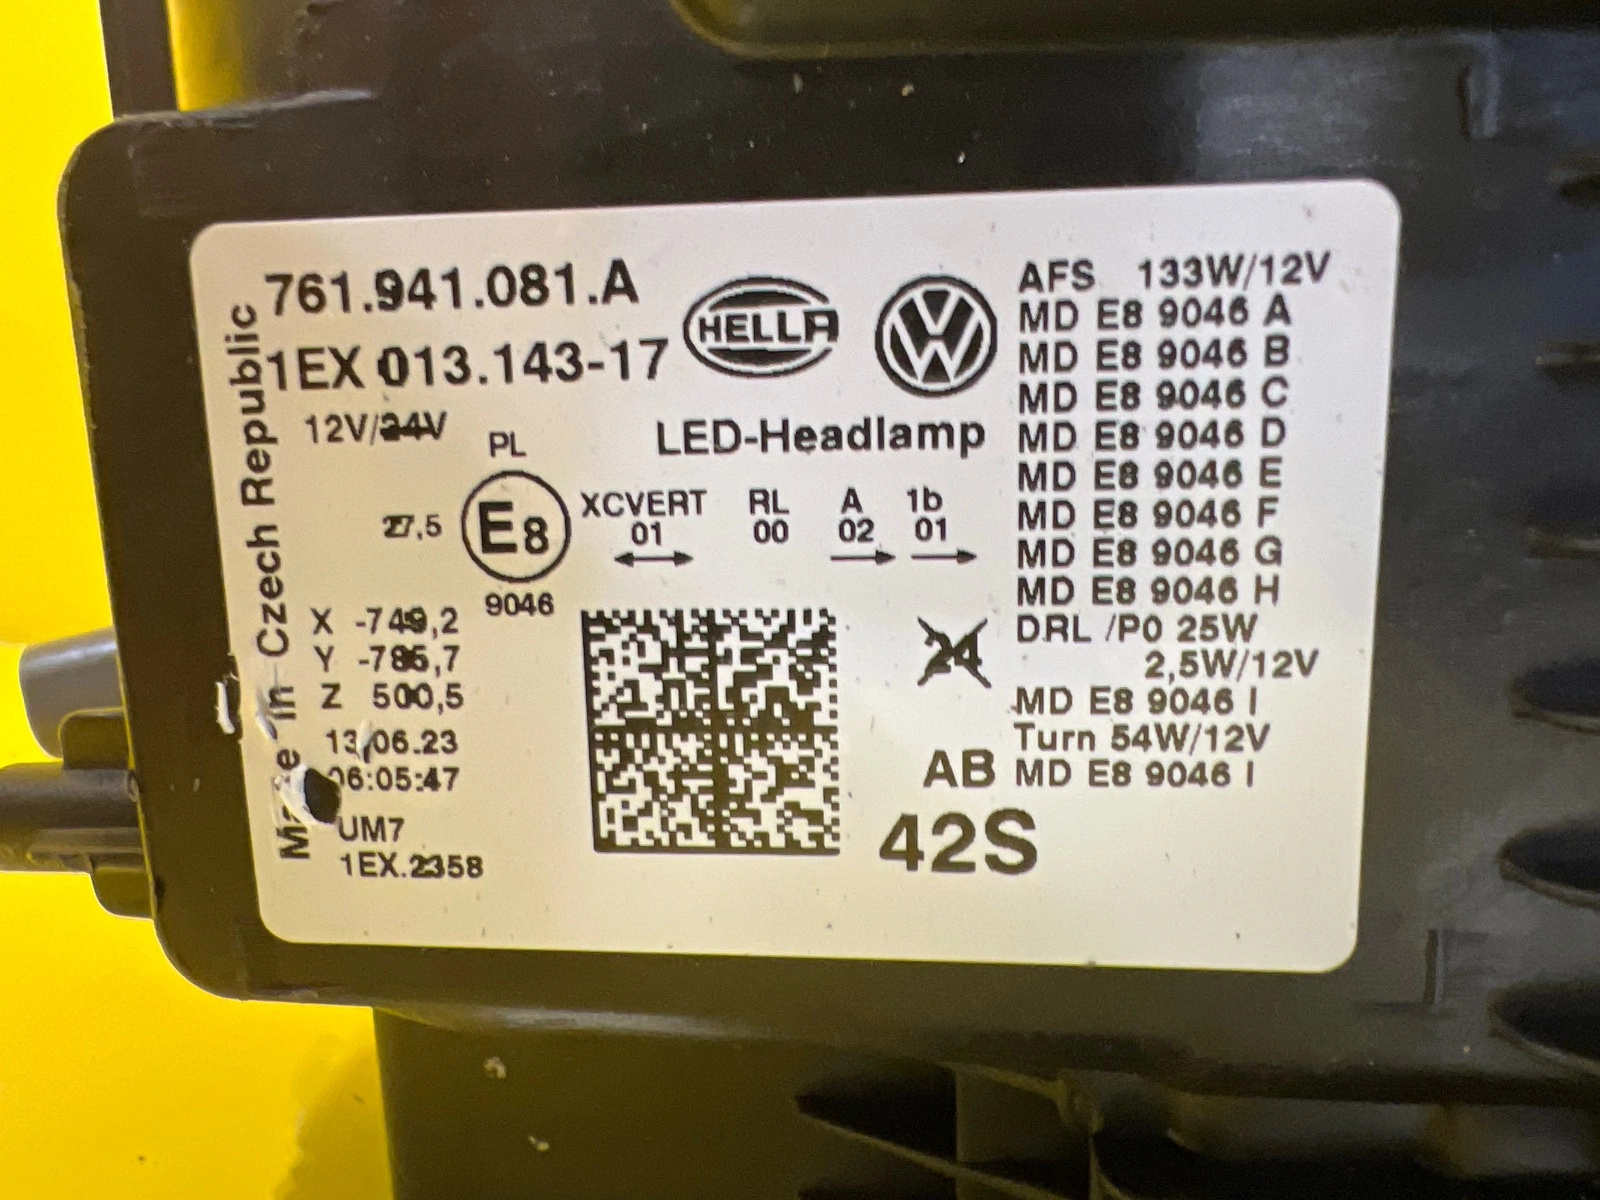 Made in Czech Republic
761.941.081.A
1EX 013.143-17
HELLA
12V/24V
PL
LED-Headlamp
27,5
E8
9046
XCVERT RL A 1b
01 00 02 01
X -749,2
Y -785,7
Z 500,5
13.06.23
06:05:47
UM7
1EX.2358
24
AB
42S
AFS 133W/12V
MD E8 9046 A
MD E8 9046 B
MD E8 9046 C
MD E8 9046 D
MD E8 9046 E
MD E8 9046 F
MD E8 9046 G
MD E8 9046 H
DRL /P0 25W
2,5W/12V
MD E8 9046 I
Turn 54W/12V
MD E8 9046 I